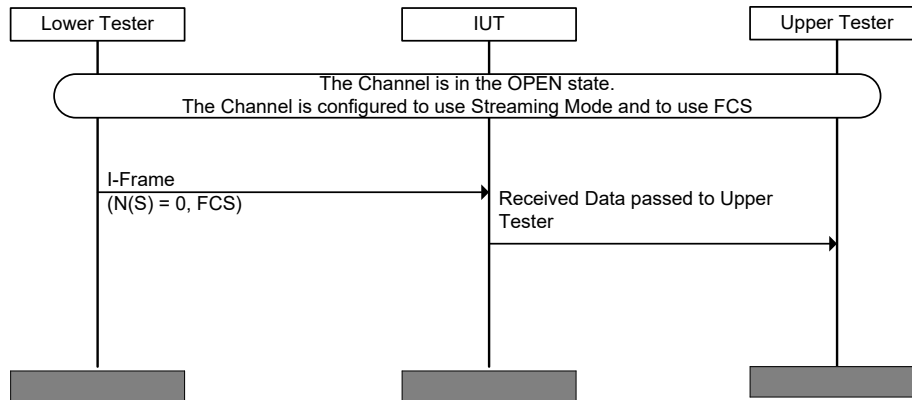 Lower Tester
IUT
Upper Tester
The Channel is in the OPEN state.
The Channel is configured to use Streaming Mode and to use FCS
I-Frame
(N(S) = 0, FCS)
Received Data passed to Upper
Tester